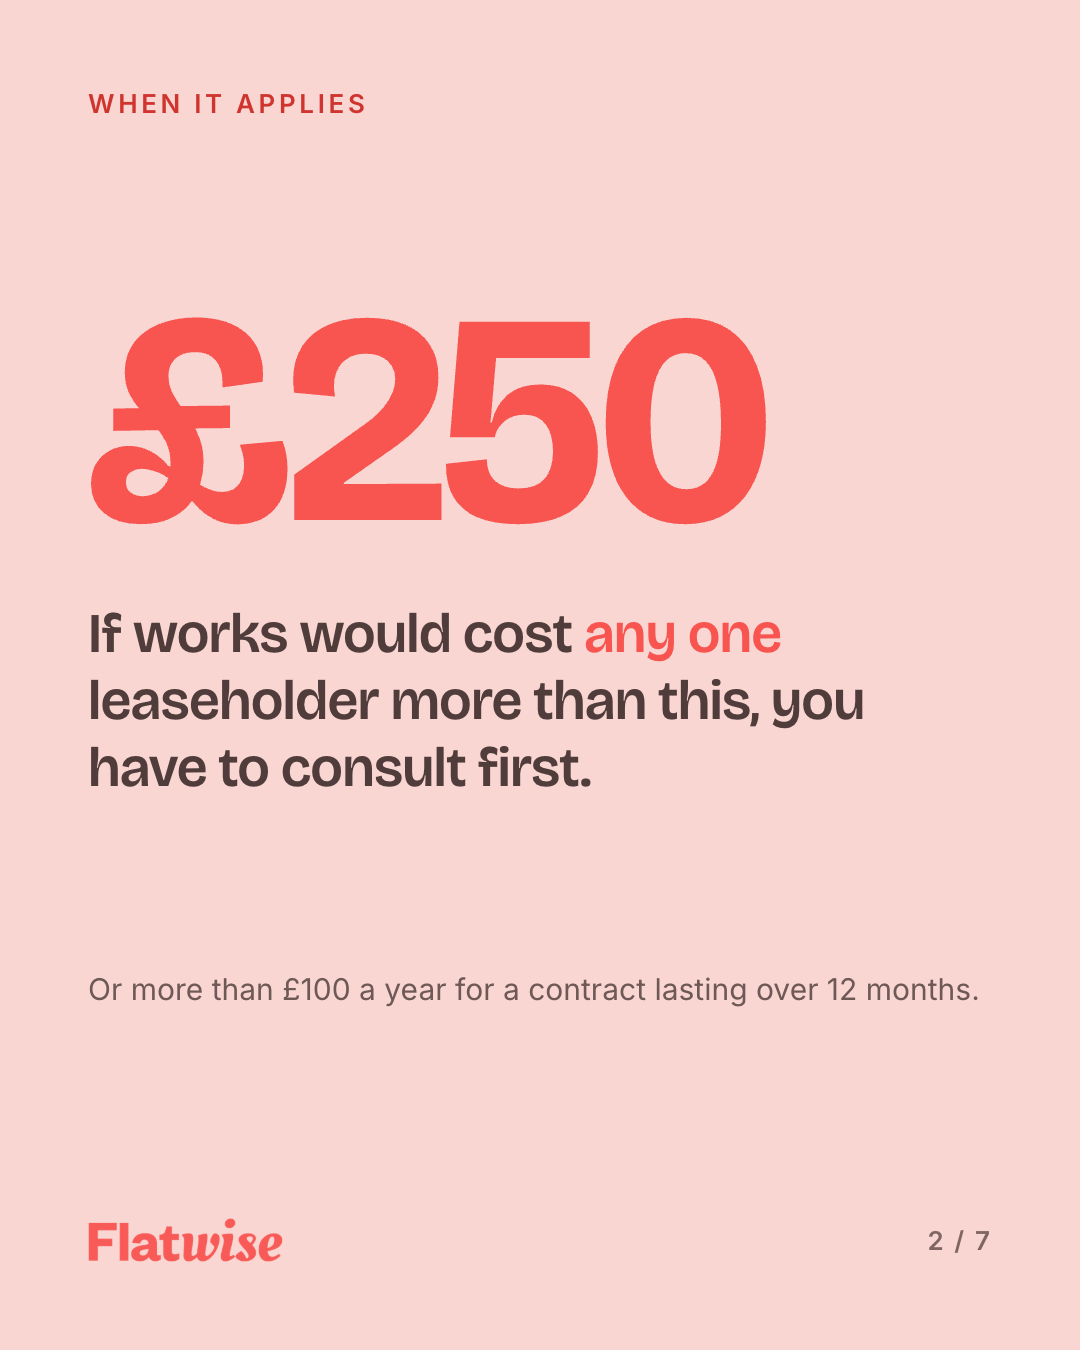 WHEN IT APPLIES
£250
If works would cost any one
leaseholder more than this, you
have to consult first.
Or more than £100 a year for a contract lasting over 12 months.
Flatwise
2 / 7